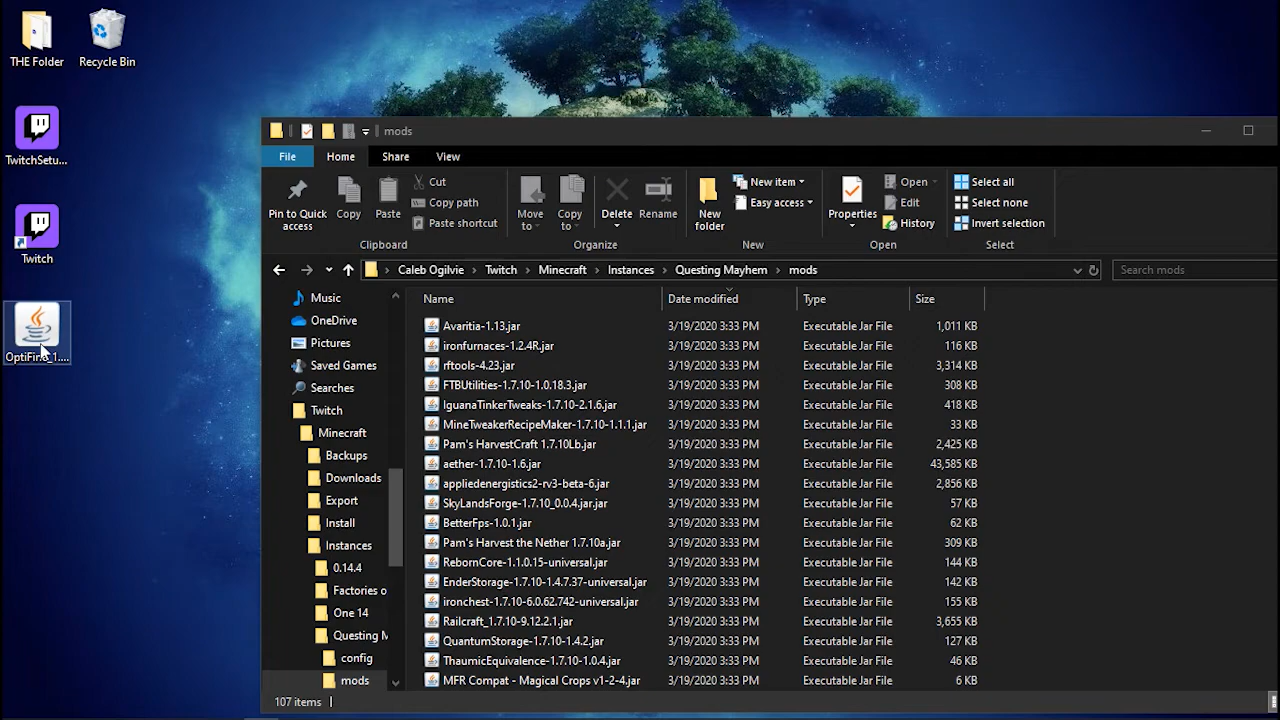 THE Folder
Recycle Bin
TwitchSetu...
Twitch
OptiFine_1....
mods
File
Home
Share
View
Pin to Quick
access
Copy
Paste
Cut
Copy path
Paste shortcut
Clipboard
Move
to
Copy
to
Delete
Rename
Organize
New
folder
New item
Easy access
New
Properties
Open
Edit
History
Open
Select all
Select none
Invert selection
Select
Caleb Ogilvie > Twitch > Minecraft > Instances > Questing Mayhem > mods
Search mods
Music
OneDrive
Pictures
Saved Games
Searches
Twitch
Minecraft
Backups
Downloads
Export
Install
Instances
0.14.4
Factories o
One 14
Questing M
config
mods
Name Date modified Type Size
Avaritia-1.13.jar 3/19/2020 3:33 PM Executable Jar File 1,011 KB
ironfurnaces-1.2.4R.jar 3/19/2020 3:33 PM Executable Jar File 116 KB
rftools-4.23.jar 3/19/2020 3:33 PM Executable Jar File 3,314 KB
FTBUtilities-1.7.10-1.0.18.3.jar 3/19/2020 3:33 PM Executable Jar File 308 KB
IguanaTinkerTweaks-1.7.10-2.1.6.jar 3/19/2020 3:33 PM Executable Jar File 418 KB
MineTweakerRecipeMaker-1.7.10-1.1.1.jar 3/19/2020 3:33 PM Executable Jar File 33 KB
Pam's HarvestCraft 1.7.10Lb.jar 3/19/2020 3:33 PM Executable Jar File 2,425 KB
aether-1.7.10-1.6.jar 3/19/2020 3:33 PM Executable Jar File 43,585 KB
appliedenergistics2-rv3-beta-6.jar 3/19/2020 3:33 PM Executable Jar File 2,856 KB
SkyLandsForge-1.7.10_0.0.4.jar.jar 3/19/2020 3:33 PM Executable Jar File 57 KB
BetterFps-1.0.1.jar 3/19/2020 3:33 PM Executable Jar File 62 KB
Pam's Harvest the Nether 1.7.10a.jar 3/19/2020 3:33 PM Executable Jar File 309 KB
RebornCore-1.1.0.15-universal.jar 3/19/2020 3:33 PM Executable Jar File 144 KB
EnderStorage-1.7.10-1.4.7.37-universal.jar 3/19/2020 3:33 PM Executable Jar File 142 KB
ironchest-1.7.10-6.0.62.742-universal.jar 3/19/2020 3:33 PM Executable Jar File 155 KB
Railcraft_1.7.10-9.12.2.1.jar 3/19/2020 3:33 PM Executable Jar File 3,655 KB
QuantumStorage-1.7.10-1.4.2.jar 3/19/2020 3:33 PM Executable Jar File 127 KB
ThaumicEquivalence-1.7.10-1.0.4.jar 3/19/2020 3:33 PM Executable Jar File 46 KB
MFR Compat - Magical Crops v1-2-4.jar 3/19/2020 3:33 PM Executable Jar File 6 KB
107 items